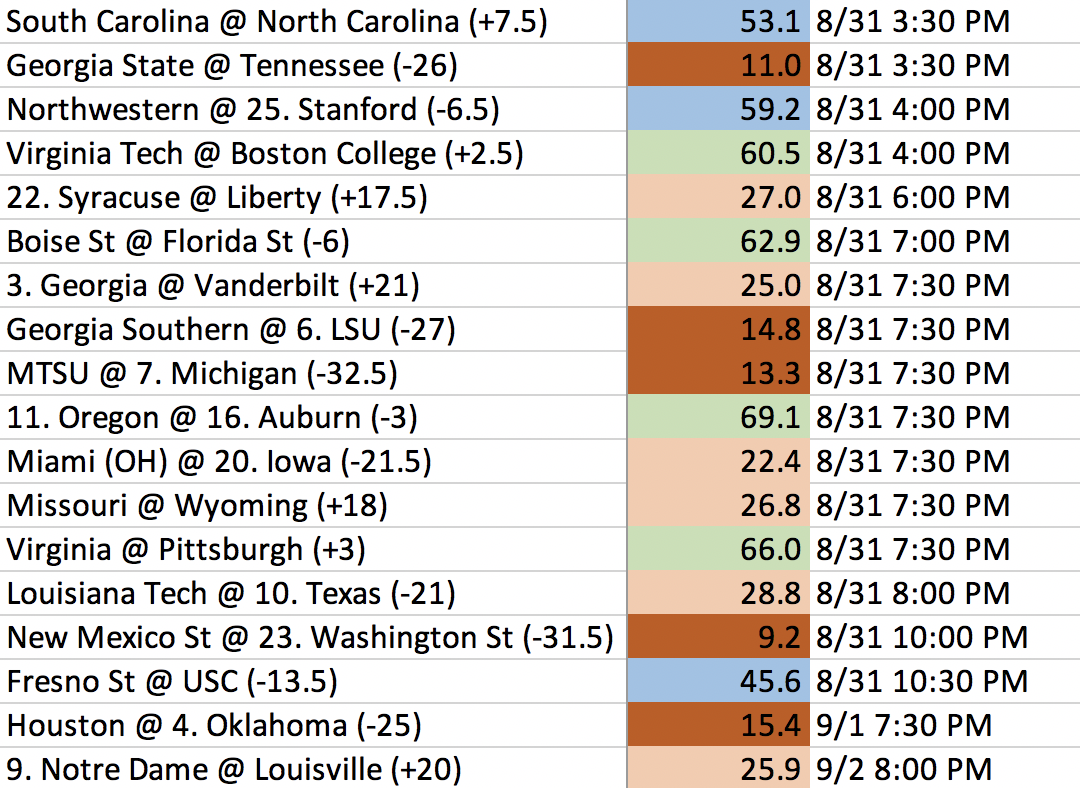 South Carolina @ North Carolina (+7.5) 53.1 8/31 3:30 PM
Georgia State @ Tennessee (-26) 11.0 8/31 3:30 PM
Northwestern @ 25. Stanford (-6.5) 59.2 8/31 4:00 PM
Virginia Tech @ Boston College (+2.5) 60.5 8/31 4:00 PM
22. Syracuse @ Liberty (+17.5) 27.0 8/31 6:00 PM
Boise St @ Florida St (-6) 62.9 8/31 7:00 PM
3. Georgia @ Vanderbilt (+21) 25.0 8/31 7:30 PM
Georgia Southern @ 6. LSU (-27) 14.8 8/31 7:30 PM
MTSU @ 7. Michigan (-32.5) 13.3 8/31 7:30 PM
11. Oregon @ 16. Auburn (-3) 69.1 8/31 7:30 PM
Miami (OH) @ 20. Iowa (-21.5) 22.4 8/31 7:30 PM
Missouri @ Wyoming (+18) 26.8 8/31 7:30 PM
Virginia @ Pittsburgh (+3) 66.0 8/31 7:30 PM
Louisiana Tech @ 10. Texas (-21) 28.8 8/31 8:00 PM
New Mexico St @ 23. Washington St (-31.5) 9.2 8/31 10:00 PM
Fresno St @ USC (-13.5) 45.6 8/31 10:30 PM
Houston @ 4. Oklahoma (-25) 15.4 9/1 7:30 PM
9. Notre Dame @ Louisville (+20) 25.9 9/2 8:00 PM